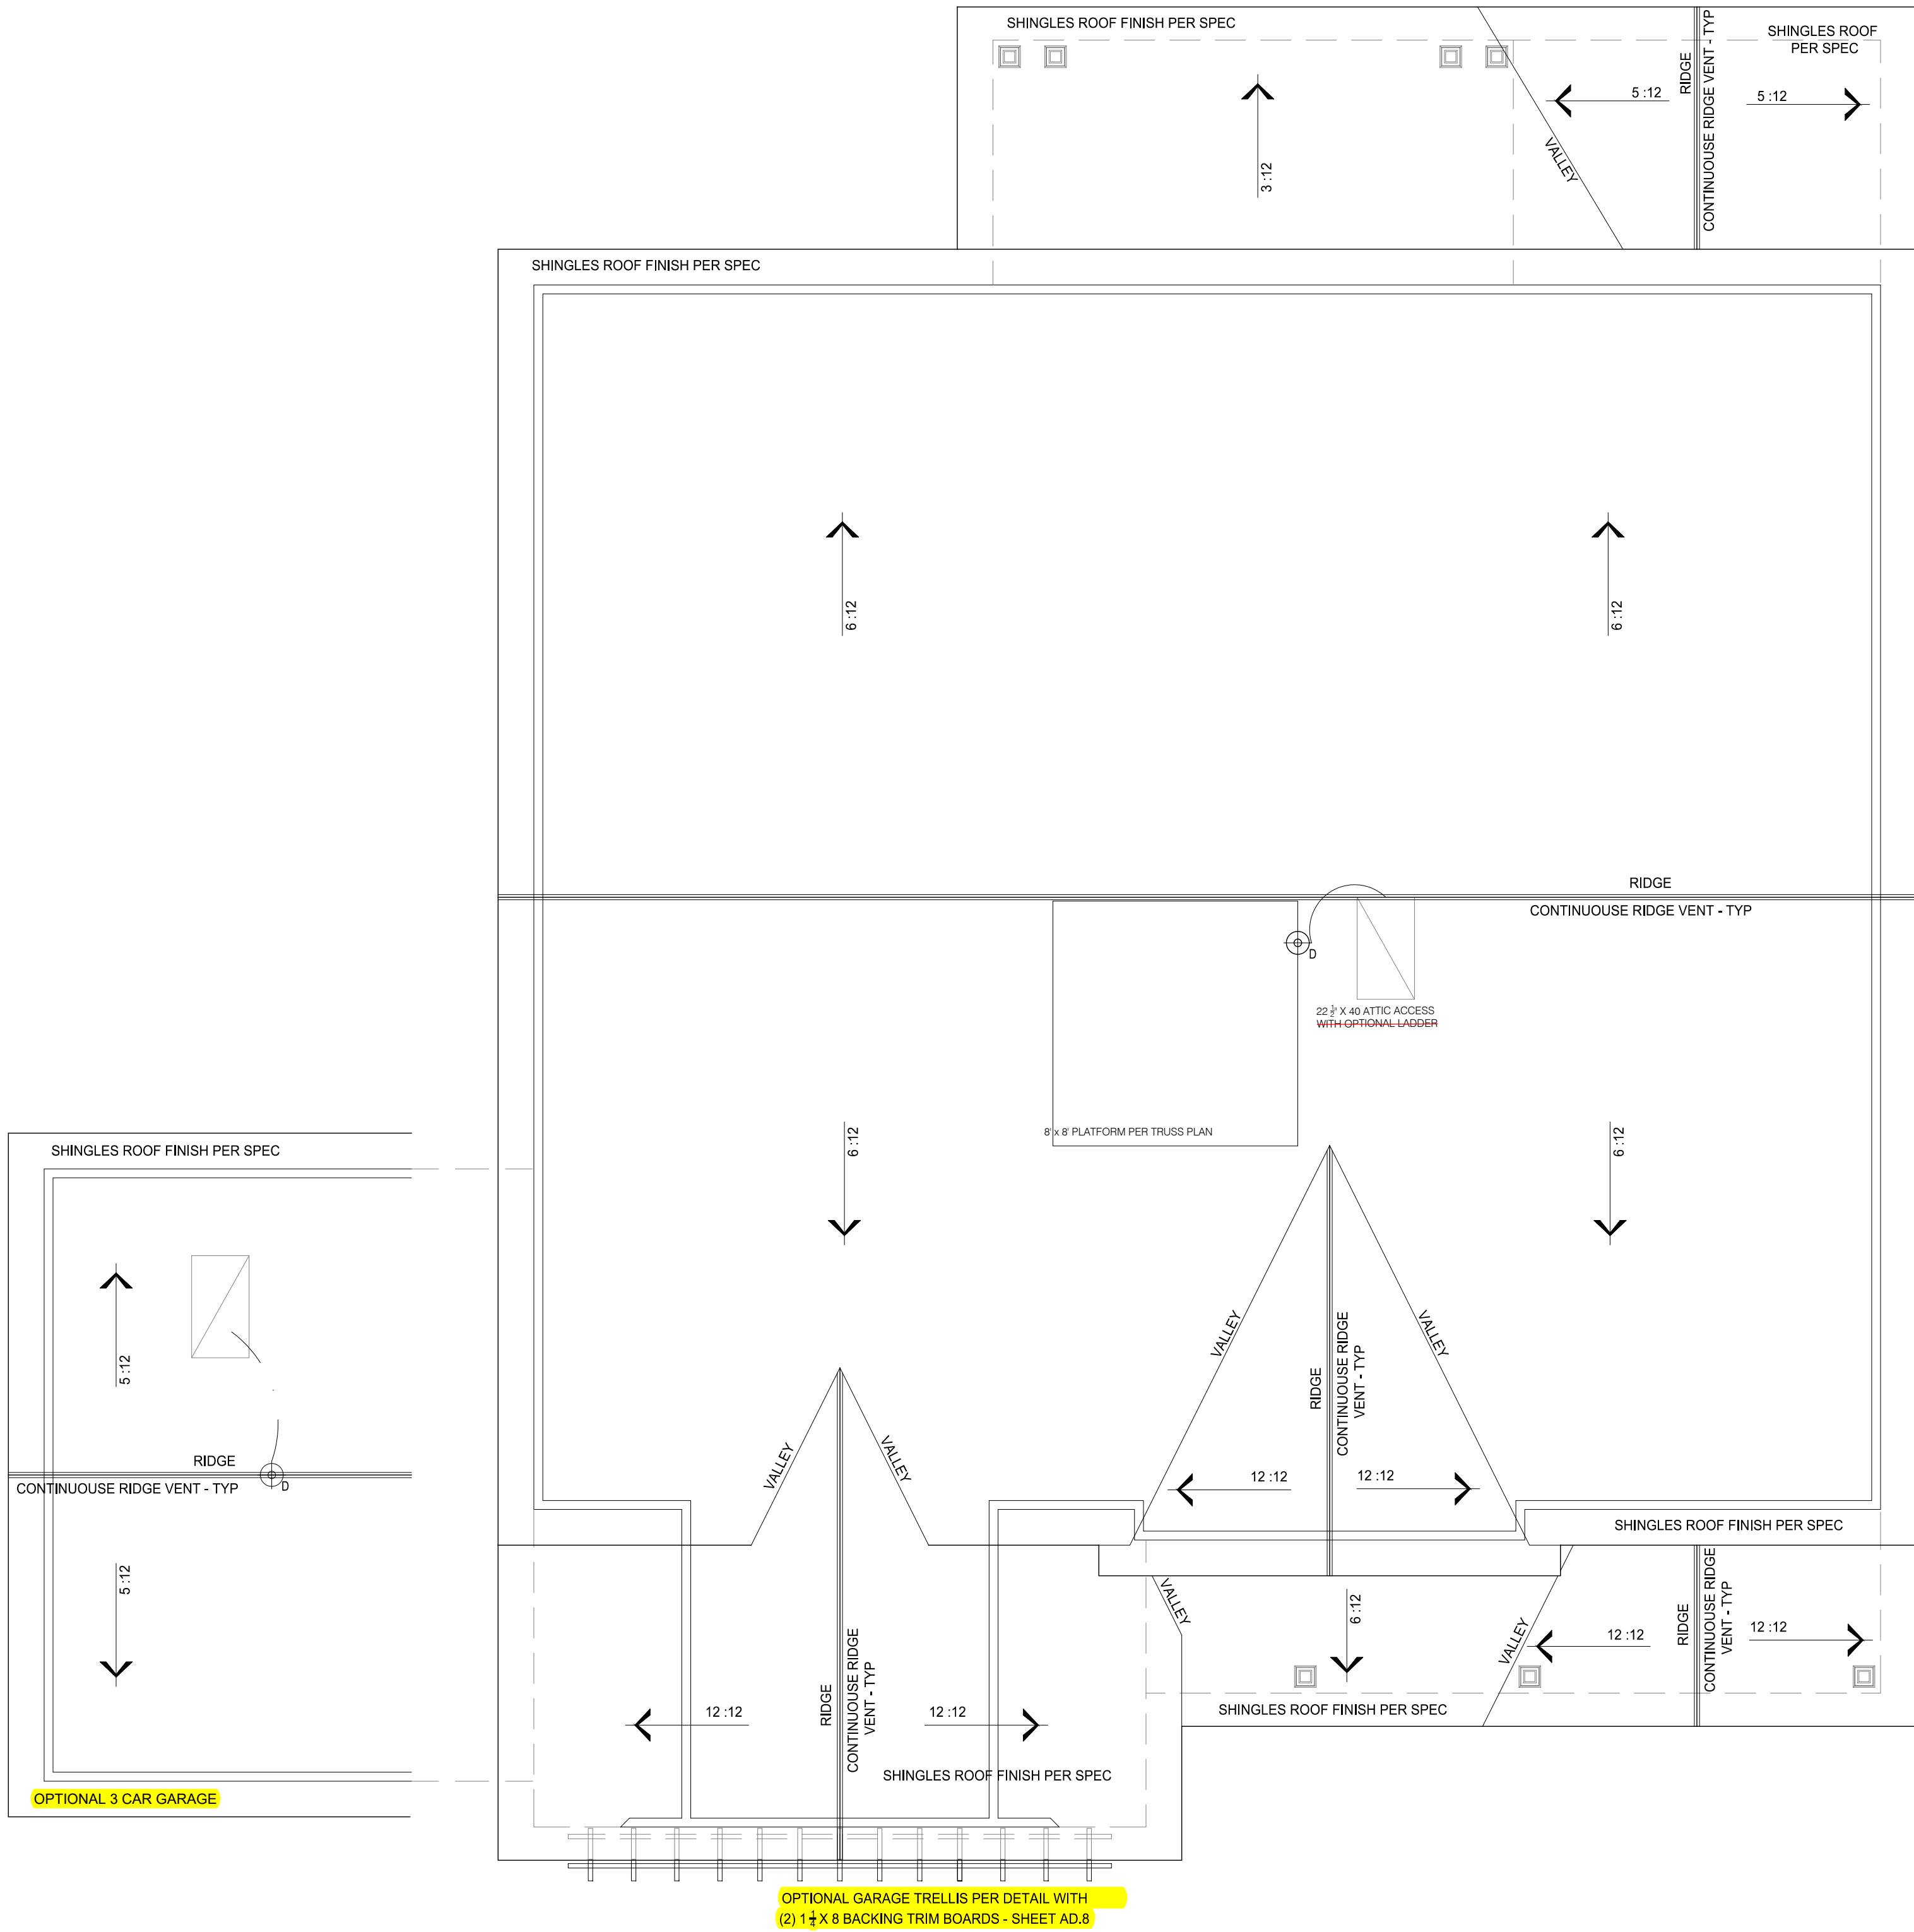 SHINGLES ROOF FINISH PER SPEC
SHINGLES ROOF
PER SPEC
RIDGE
CONTINUOUSE RIDGE VENT - TYP
5 :12
5 :12
3 :12
VALLEY
SHINGLES ROOF FINISH PER SPEC
6 :12
6 :12
RIDGE
CONTINUOUSE RIDGE VENT - TYP
D
22 1/2" X 40 ATTIC ACCESS
WITH OPTIONAL LADDER
8' x 8' PLATFORM PER TRUSS PLAN
6 :12
6 :12
SHINGLES ROOF FINISH PER SPEC
5 :12
RIDGE
CONTINUOUSE RIDGE VENT - TYP
D
5 :12
OPTIONAL 3 CAR GARAGE
VALLEY
VALLEY
VALLEY
VALLEY
RIDGE
CONTINUOUSE RIDGE
VENT - TYP
12 :12
12 :12
SHINGLES ROOF FINISH PER SPEC
VALLEY
6 :12
VALLEY
12 :12
RIDGE
CONTINUOUSE RIDGE
VENT - TYP
12 :12
SHINGLES ROOF FINISH PER SPEC
12 :12
RIDGE
CONTINUOUSE RIDGE
VENT - TYP
12 :12
SHINGLES ROOF FINISH PER SPEC
OPTIONAL GARAGE TRELLIS PER DETAIL WITH
(2) 1 1/4 X 8 BACKING TRIM BOARDS - SHEET AD.8